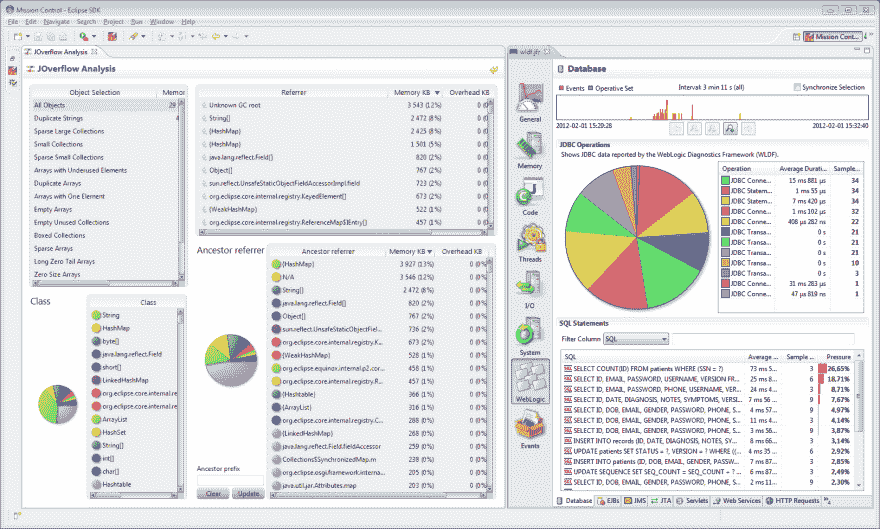 Mission Control - Eclipse SDK
File Edit Navigate Search Project Run Window Help
Mission Cont...
JOverflow Analysis
JOverflow Analysis
Object Selection Memor
All Objects 29
Duplicate Strings 4
Sparse Large Collections
Small Collections
Sparse Small Collections
Arrays with Underused Elements
Duplicate Arrays
Arrays with One Element
Empty Arrays
Empty Unused Collections
Boxed Collections
Sparse Arrays
Long Zero Tail Arrays
Zero Size Arrays
Referrer Memory KB Overhead KB
Unknown GC root 3 543 (12%) 0 (0
String[] 2 472 (8%) 0 (0
{HashMap} 2 425 (8%) 0 (0
{HashMap} 1 501 (5%) 0 (0
java.lang.reflect.Field[] 820 (2%) 0 (0
Object[] 767 (2%) 0 (0
sun.reflect.UnsafeStaticObjectFieldAccessorImpl.field 723 (2%) 0 (0
org.eclipse.core.internal.registry.KeyedElement[] 673 (2%) 0 (0
{WeakHashMap} 522 (1%) 0 (0
org.eclipse.core.internal.registry.ReferenceMap$IEntry[] 457 (1%) 0 (0
Class
Class
String
HashMap
byte[]
java.lang.reflect.Field
short[]
LinkedHashMap
org.eclipse.core.internal.re
org.eclipse.core.internal.re
ArrayList
HashSet
String[]
int[]
char[]
Hashtable
Ancestor referrer
Ancestor referrer Memory KB Overhead KB
{HashMap} 3 927 (13%) 0 (0%
N/A 3 546 (12%) 0 (0%
String[] 2 472 (8%) 0 (0%
java.lang.reflect.Field[] 820 (2%) 0 (0%
Object[] 767 (2%) 0 (0%
sun.reflect.UnsafeStaticObjectFiel... 736 (2%) 0 (0%
org.eclipse.core.internal.registry.K... 673 (2%) 0 (0%
{WeakHashMap} 528 (1%) 0 (0%
org.eclipse.equinox.internal.p2.cor... 458 (1%) 0 (0%
org.eclipse.core.internal.registry.R... 457 (1%) 0 (0%
{Hashtable} 366 (1%) 0 (0%
{ArrayList} 316 (1%) 0 (0%
org.eclipse.core.internal.registry.C... 288 (0%) 0 (0%
{LinkedHashMap} 268 (0%) 0 (0%
java.lang.reflect.Field.fieldAccessor 259 (0%) 0 (0%
Collections$SynchronizedMap.m 238 (0%) 0 (0%
org.eclipse.osgi.framework.interna... 205 (0%) 0 (0%
java.util.jar.Attributes.map 203 (0%) 0 (0%
Ancestor prefix
Clear Update
wldf.jfr
General
Memory
Code
Threads
I/O
System
WebLogic
Events
Database
Events Operative Set Interval: 3 min 11 s (all) Synchronize Selection
2012-02-01 15:29:28 2012-02-01 15:32:40
JDBC Operations
Shows JDBC data reported by the WebLogic Diagnostics Framework (WLDF).
Operation Average Durati... Sample...
JDBC Conne... 15 ms 881 µs 34
JDBC Statem... 1 ms 55 µs 34
JDBC Statem... 7 ms 420 µs 34
JDBC Conne... 1 ms 102 µs 32
JDBC Conne... 408 µs 282 ns 22
JDBC Transa... 0 s 21
JDBC Transa... 0 s 21
JDBC Transa... 0 s 10
JDBC Transa... 0 s 3
JDBC Conne... 31 ms 283 µs 1
JDBC Conne... 47 µs 819 ns 1
SQL Statements
Filter Column SQL
SQL Average ... Sample ... Pressure
SELECT COUNT(ID) FROM patients WHERE (SSN = ?) 73 ms 5... 3 26,65%
SELECT ID, EMAIL, PASSWORD, USERNAME, VERSION FR... 25 ms 8... 6 18,71%
SELECT ID, EMAIL, PASSWORD, PHONE, USERNAME, VER... 24 ms 6... 3 8,71%
SELECT ID, DATE, DIAGNOSIS, NOTES, SYMPTOMS, VERSI... 7 ms 56 ... 9 7,67%
SELECT ID, DOB, EMAIL, GENDER, PASSWORD, PHONE, S... 4 ms 57... 9 4,97%
SELECT ID, DOB, EMAIL, GENDER, PASSWORD, PHONE, S... 11 ms 4... 3 4,14%
SELECT ID, DOB, EMAIL, GENDER, PASSWORD, PHONE, S... 3 ms 56... 9 3,87%
INSERT INTO records (ID, DATE, DIAGNOSIS, NOTES, SY... 8 ms 66... 3 3,14%
UPDATE patients SET STATUS = ?, VERSION = ? WHERE ((... 4 ms 35... 6 2,92%
INSERT INTO patients (ID, DOB, EMAIL, GENDER, PASSW... 7 ms 87... 3 2,85%
UPDATE SEQUENCE SET SEQ_COUNT = SEQ_COUNT + ? ... 6 ms 87... 3 2,49%
SELECT ID, DOB, EMAIL, GENDER, PASSWORD, PHONE, S... 2 ms 11... 9 2,30%
Database EJBs JMS JTA Servlets Web Services HTTP Requests